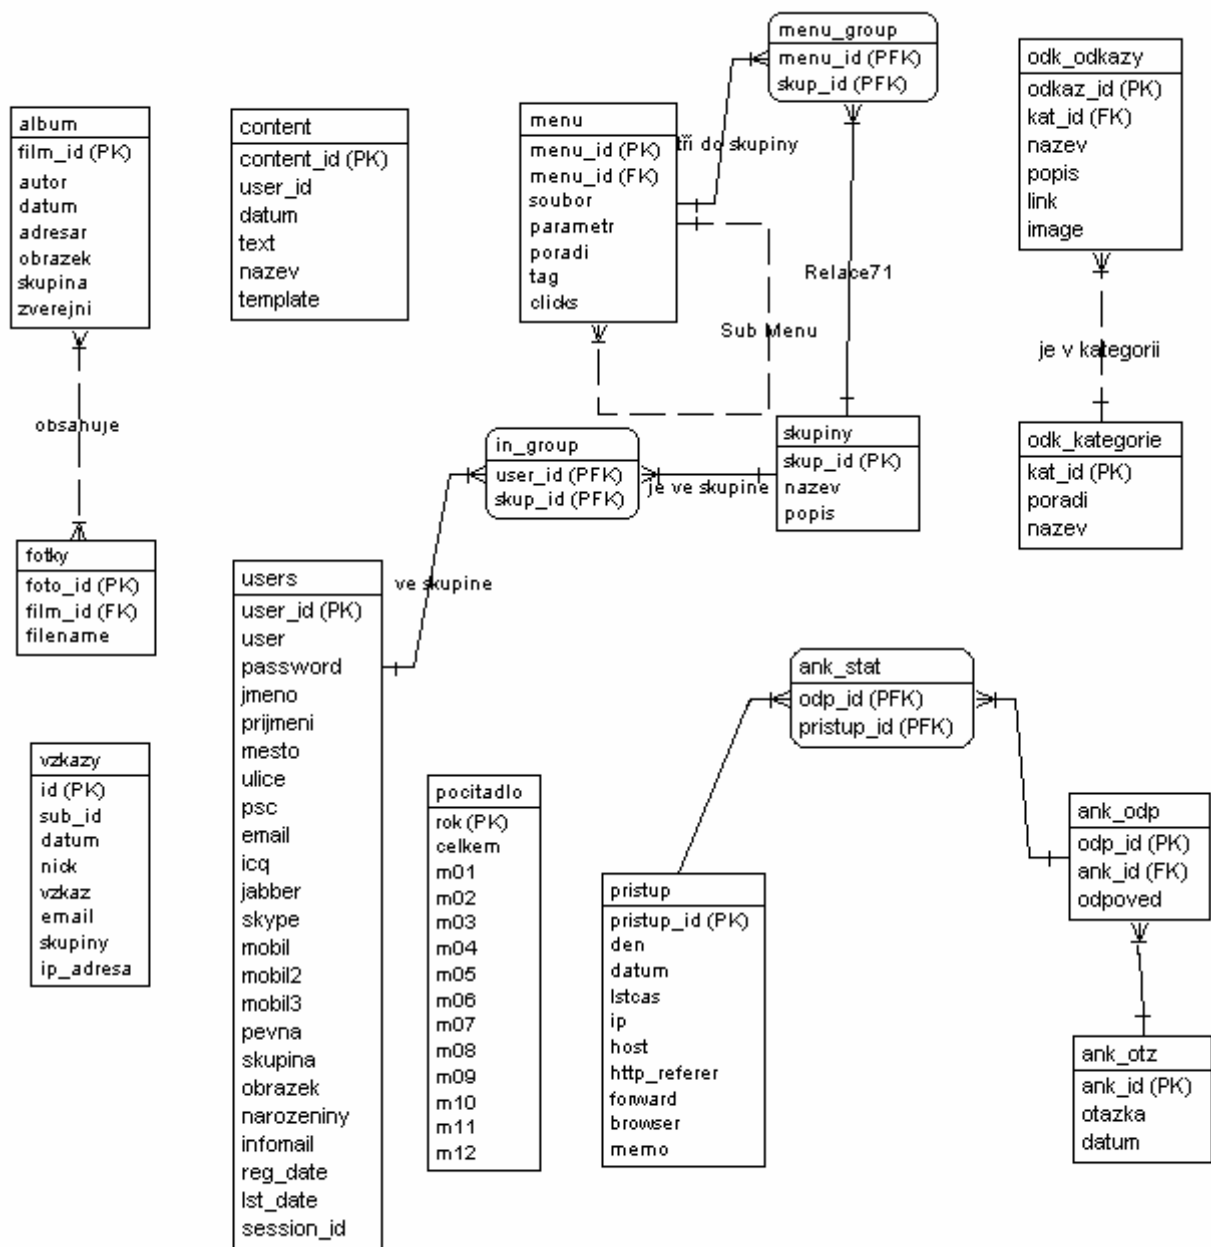 menu_group
menu_id (PFK)
skup_id (PFK)
odk_odkazy
odkaz_id (PK)
kat_id (FK)
nazev
popis
link
image
album
film_id (PK)
autor
datum
adresar
obrazek
skupina
zverejni
content
content_id (PK)
user_id
datum
text
nazev
template
menu
menu_id (PK)
menu_id (FK)
soubor
parametr
poradi
tag
clicks
tří do skupiny
Relace71
Sub Menu
je v kategorii
obsahuje
in_group
user_id (PFK)
skup_id (PFK)
je ve skupine
skupiny
skup_id (PK)
nazev
popis
odk_kategorie
kat_id (PK)
poradi
nazev
fotky
foto_id (PK)
film_id (FK)
filename
users
user_id (PK)
user
password
jmeno
prijmeni
mesto
ulice
psc
email
icq
jabber
skype
mobil
mobil2
mobil3
pevna
skupina
obrazek
narozeniny
infomail
reg_date
lst_date
session_id
ve skupine
ank_stat
odp_id (PFK)
pristup_id (PFK)
vzkazy
id (PK)
sub_id
datum
nick
vzkaz
email
skupiny
ip_adresa
pocitadlo
rok (PK)
celkem
m01
m02
m03
m04
m05
m06
m07
m08
m09
m10
m11
m12
pristup
pristup_id (PK)
den
datum
lstcas
ip
host
http_referer
forward
browser
memo
ank_odp
odp_id (PK)
ank_id (FK)
odpoved
ank_otz
ank_id (PK)
otazka
datum